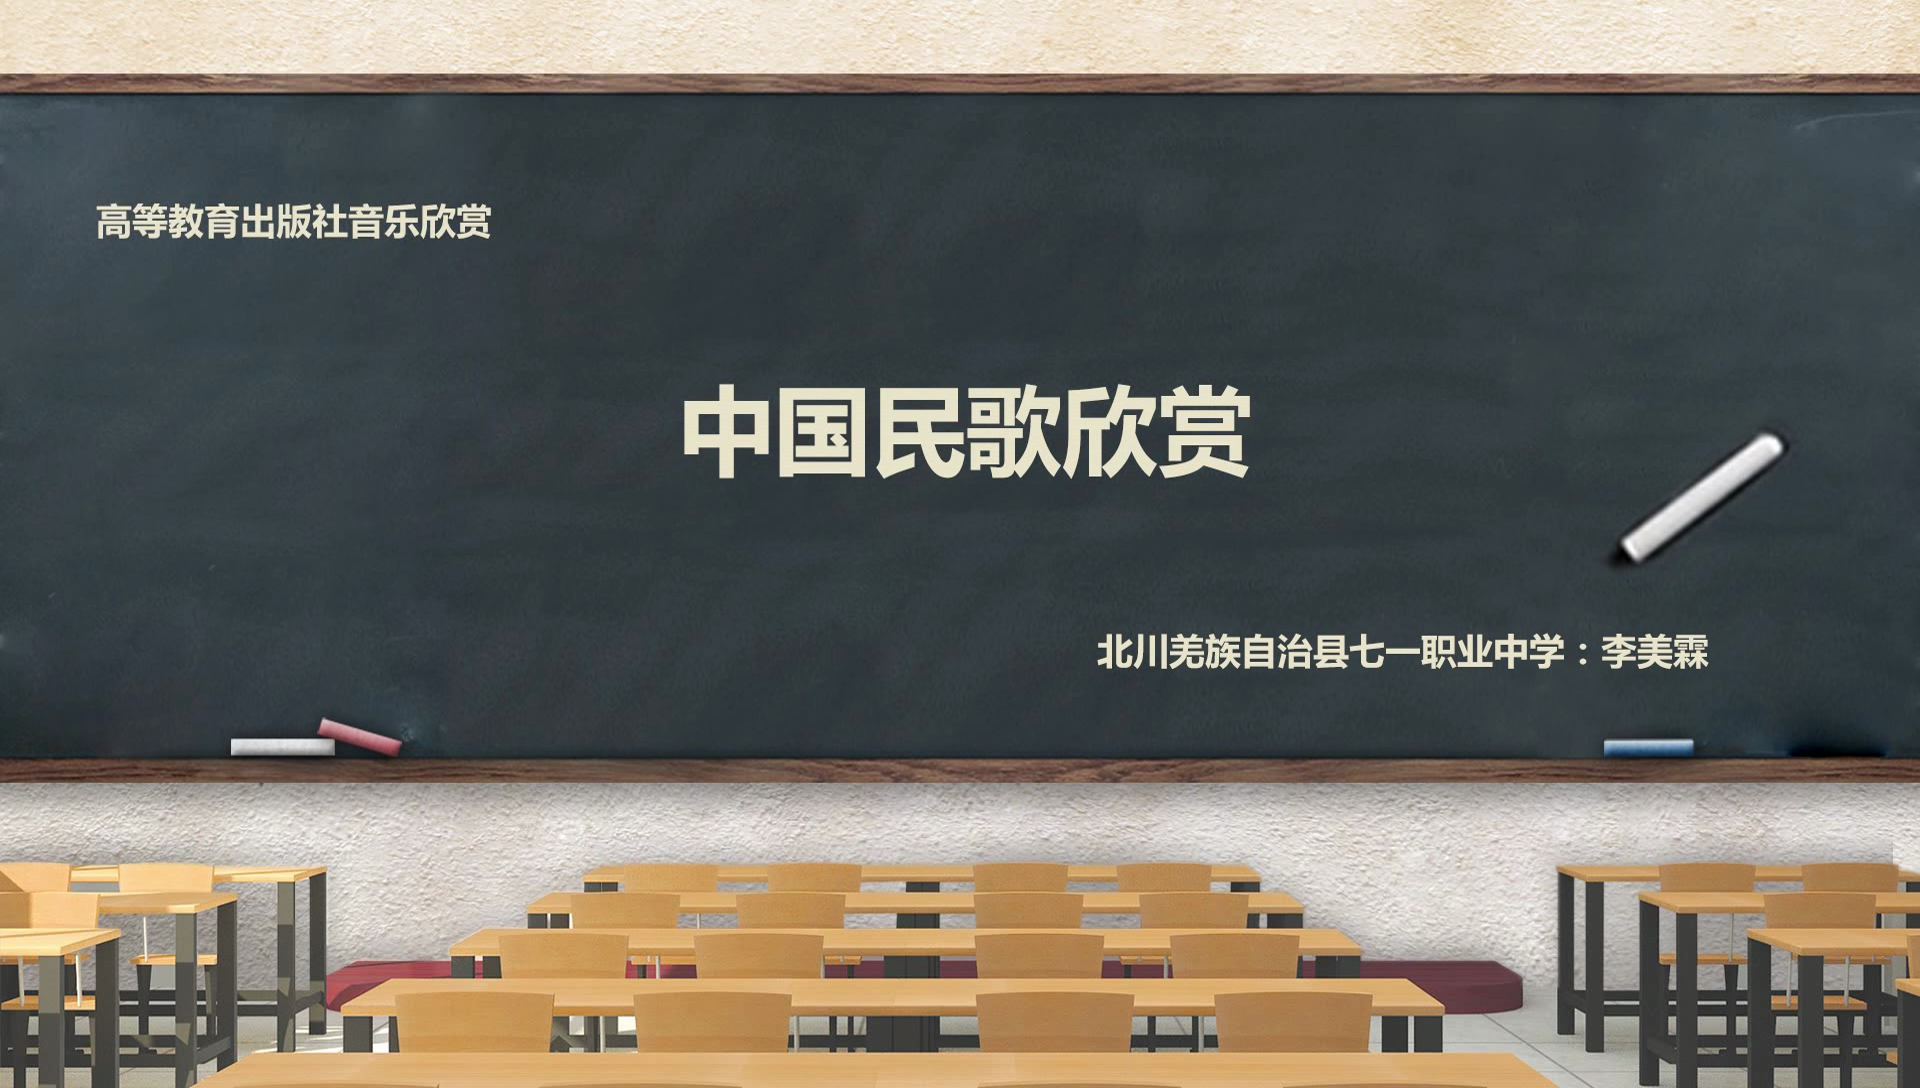 高等教育出版社音乐欣赏
中国民歌欣赏
北川羌族自治县七一职业中学：李美霖